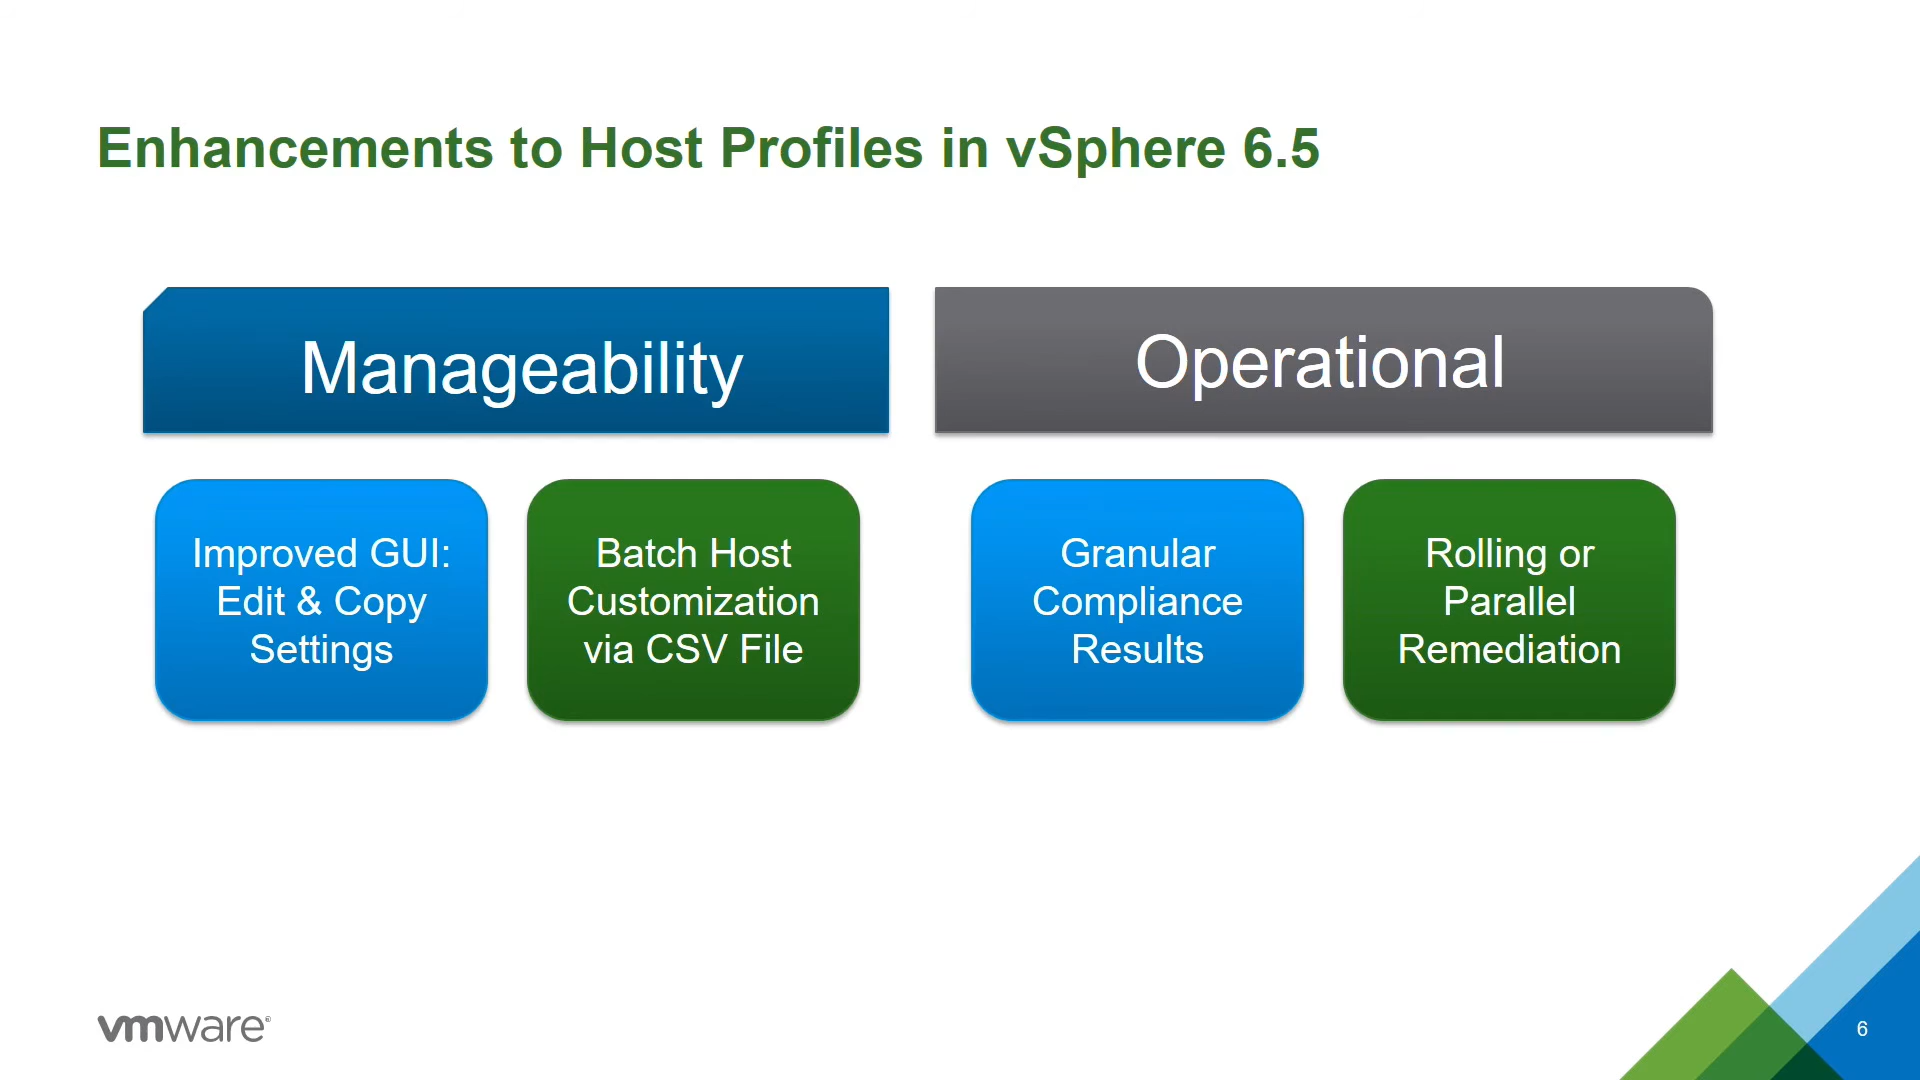 Enhancements to Host Profiles in vSphere 6.5
Manageability
Operational
Improved GUI:
Edit & Copy
Settings
Batch Host
Customization
via CSV File
Granular
Compliance
Results
Rolling or
Parallel
Remediation
vmware®
6